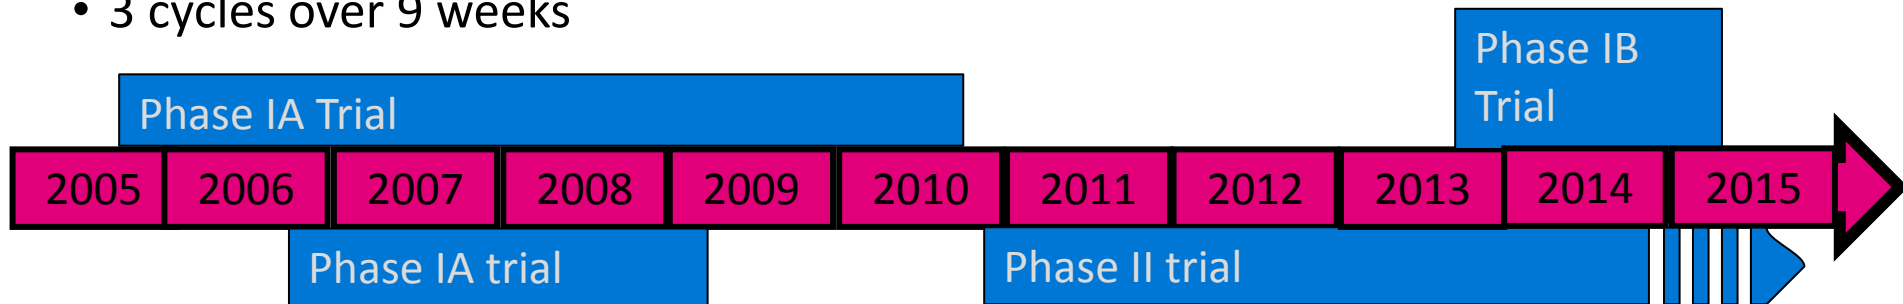 • 3 cycles over 9 weeks
Phase IB
Trial
Phase IA Trial
2005 2006 2007 2008 2009 2010 2011 2012 2013 2014 2015
Phase IA trial
Phase II trial